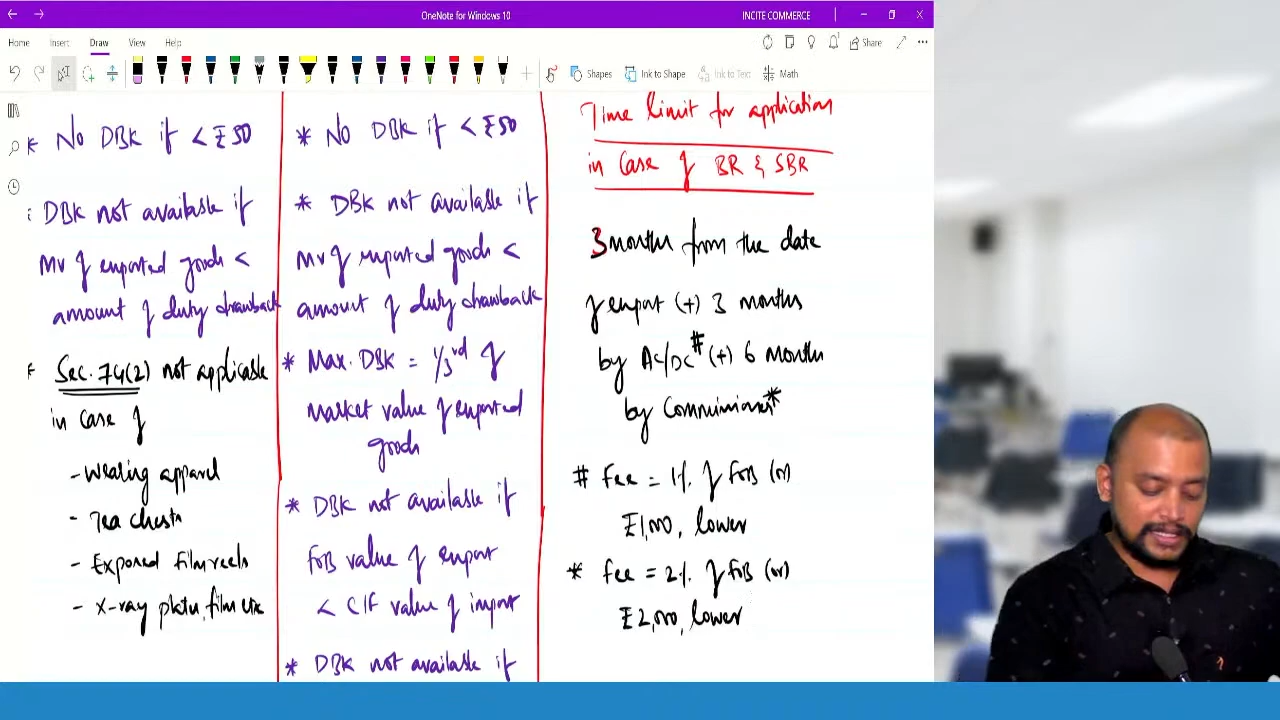 OneNote for Windows 10
INCITE COMMERCE
Home Insert Draw View Help
Share
Shapes Ink to Shape Ink to Text Math
* No DBK if < ₹50
DBK not available if
MV of exported goods <
amount of duty drawback
* Sec. 74(2) not applicable
in case of
- Wearing apparel
- Tea chests
- Exposed film reels
- X-ray plates, film etc
* No DBK if < ₹50
* DBK not available if
MV of exported goods <
amount of duty drawback
* Max. DBK = 1/3rd of
market value of exported
goods
* DBK not available if
FOB value of export
< CIF value of import
* DBK not available if
Time limit for application
in case of BR & SBR
3 months from the date
of export (+) 3 months
by AC/DC# (+) 6 months
by Commissioner*
# Fee = 1% of FOB (or)
₹1,000, lower
* Fee = 2% of FOB (or)
₹2,000, lower